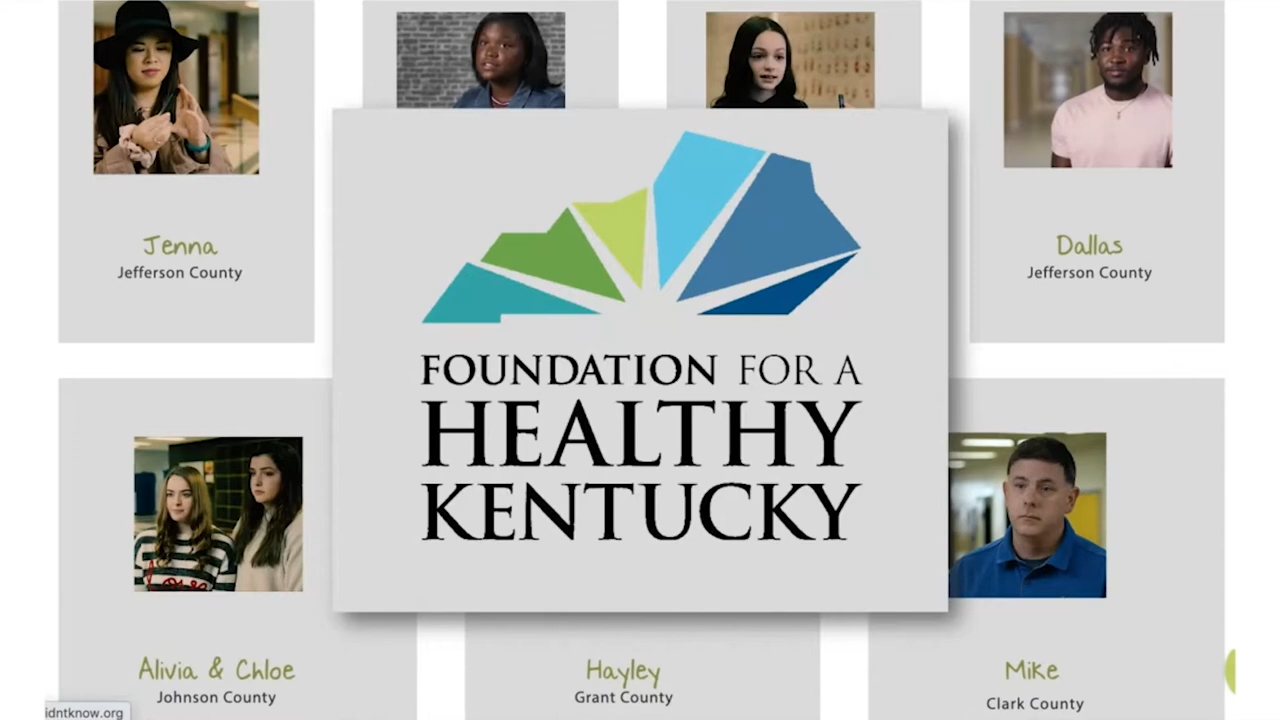 Jenna
Jefferson County
Dallas
Jefferson County
FOUNDATION FOR A
HEALTHY
KENTUCKY
Alivia & Chloe
Johnson County
Hayley
Grant County
Mike
Clark County
idntknow.org